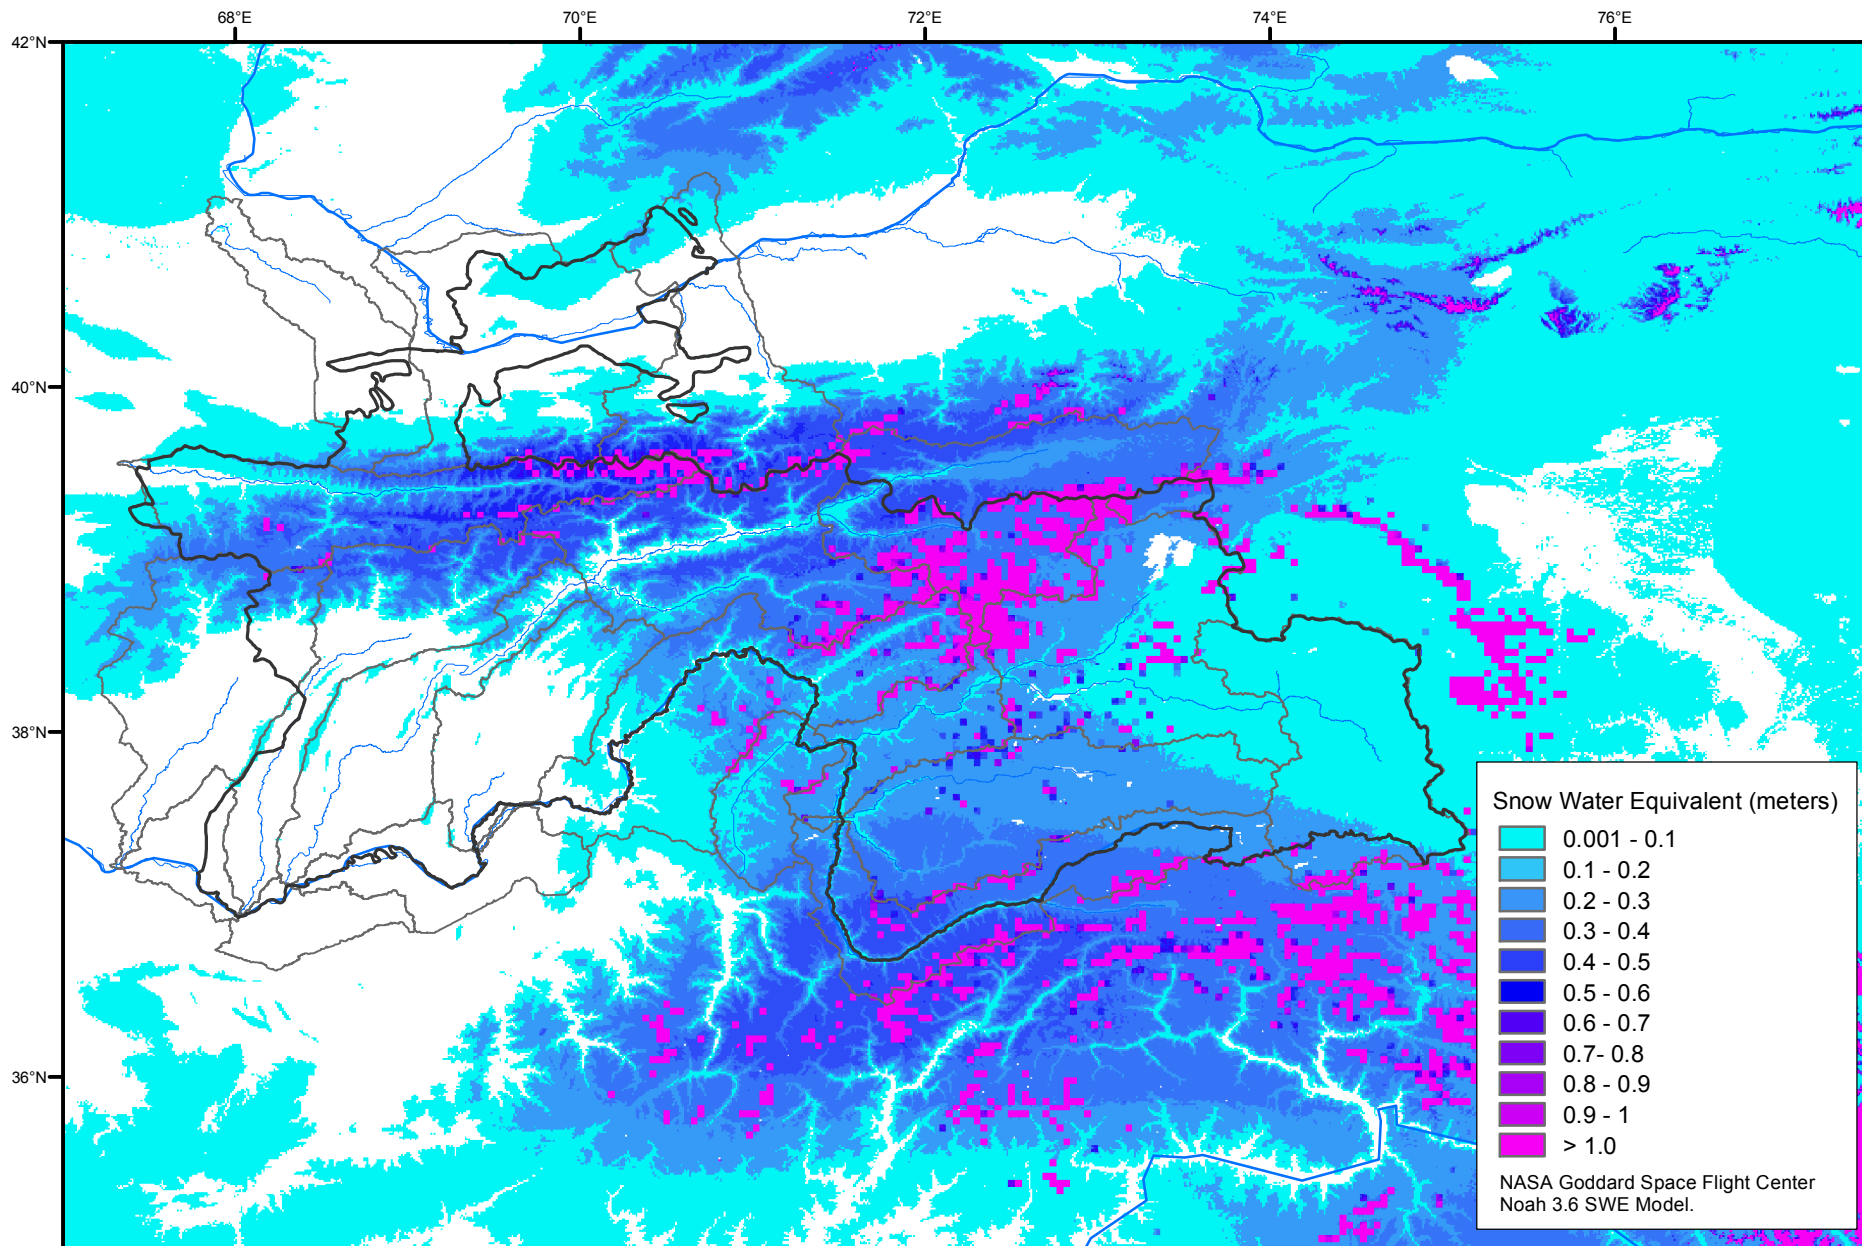 68°E 70°E 72°E 74°E 76°E
42°N
40°N
38°N
36°N
Snow Water Equivalent (meters)
0.001 - 0.1
0.1 - 0.2
0.2 - 0.3
0.3 - 0.4
0.4 - 0.5
0.5 - 0.6
0.6 - 0.7
0.7- 0.8
0.8 - 0.9
0.9 - 1
> 1.0
NASA Goddard Space Flight Center
Noah 3.6 SWE Model.